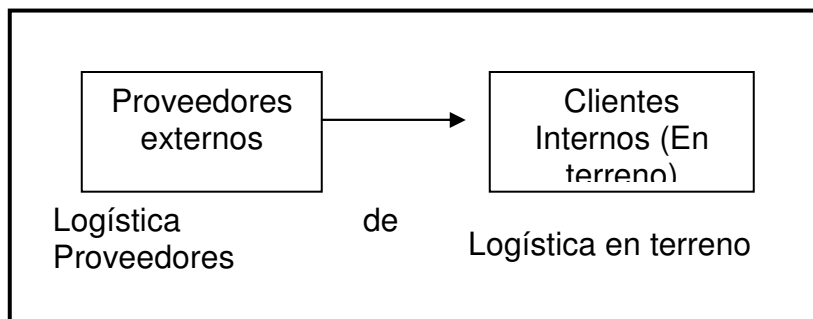 Proveedores
externos
Clientes
Internos (En
terreno)
Logística de
Proveedores
Logística en terreno